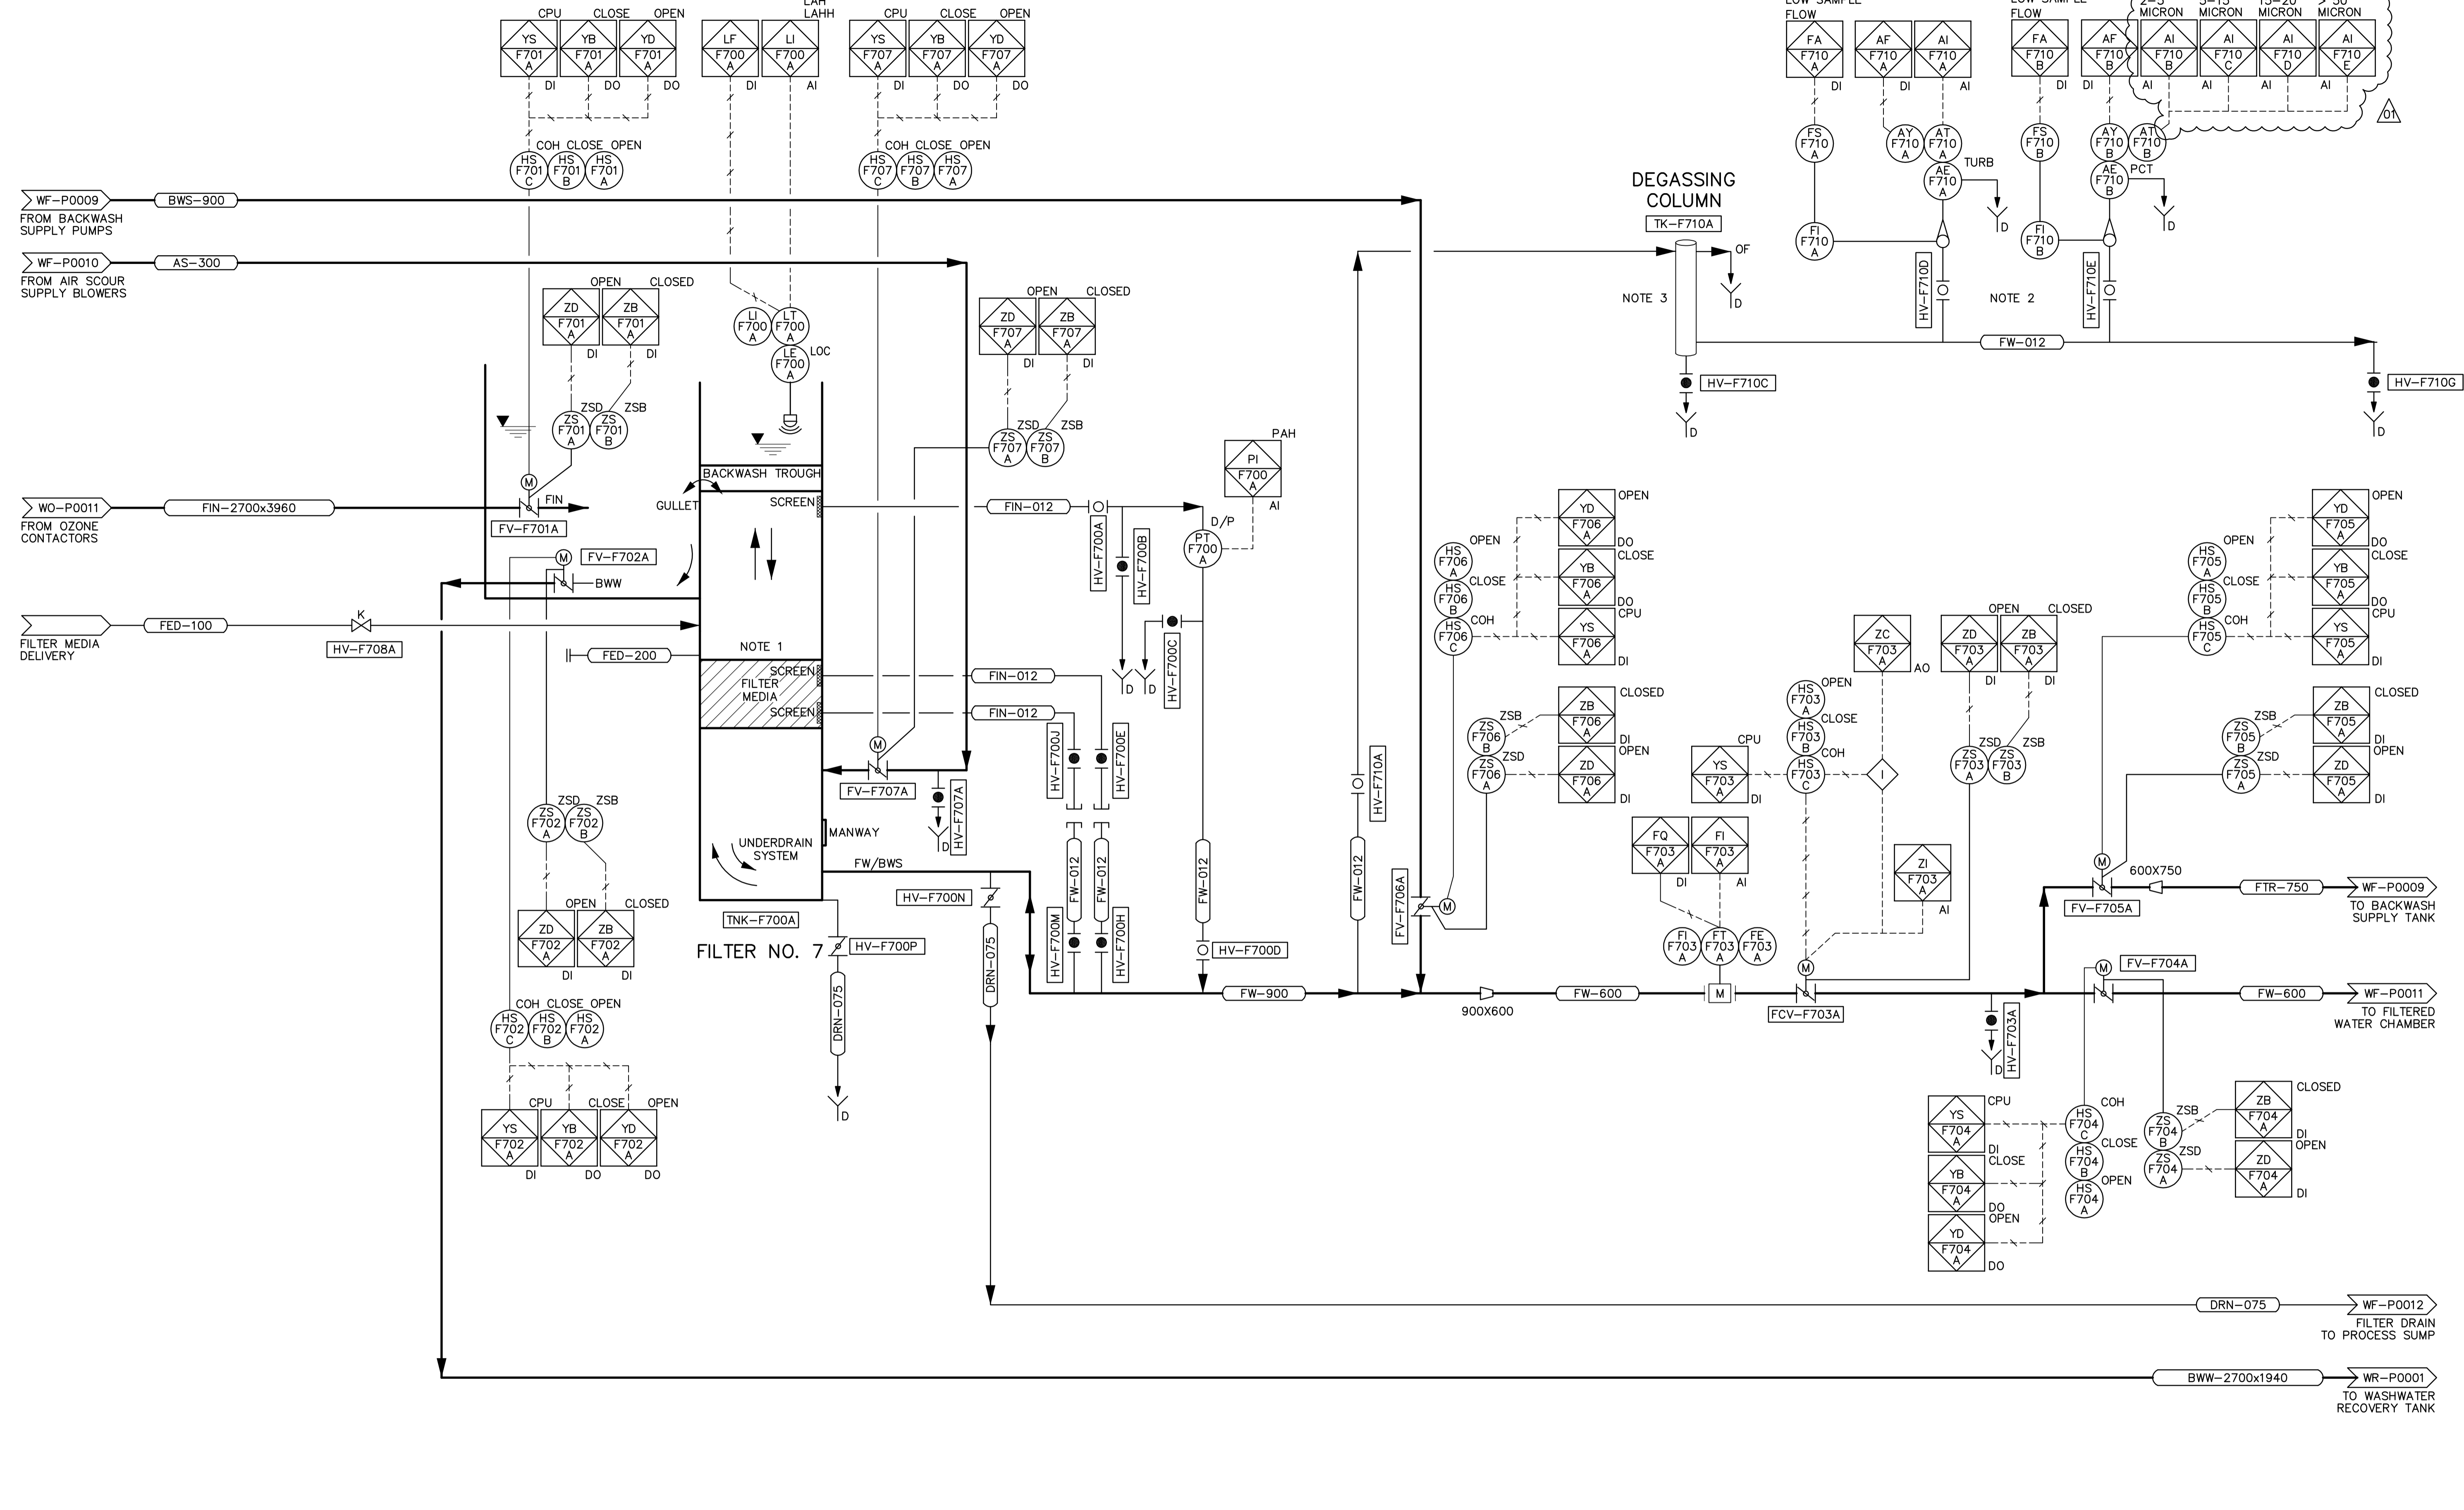 CPU CLOSE OPEN
YS F701 A
YB F701 A
YD F701 A
DI DO DO
COH CLOSE OPEN
HS F701 C
HS F701 B
HS F701 A
LAHH
LF F700 A
LI F700 A
DI AI
CPU CLOSE OPEN
YS F707 A
YB F707 A
YD F707 A
DI DO DO
COH CLOSE OPEN
HS F707 C
HS F707 B
HS F707 A
FLOW
FA F710 A
DI
AF F710 A
DI
AI F710 A
AI
FS F710 A
AY F710 A
AT F710 A
AE F710 A
TURB
FI F710 A
D
HV-F710D
FLOW
FA F710 B
DI
AF F710 B
DI
MICRON MICRON MICRON MICRON
AI F710 B
AI F710 C
AI F710 D
AI F710 E
AI AI AI AI
01
FS F710 B
AY F710 B
AT F710 B
AE F710 B
PCT
FI F710 B
D
HV-F710E
NOTE 2
FW-012
HV-F710G
D
DEGASSING
COLUMN
TK-F710A
OF
D
NOTE 3
HV-F710C
D
WF-P0009
BWS-900
FROM BACKWASH
SUPPLY PUMPS
WF-P0010
AS-300
FROM AIR SCOUR
SUPPLY BLOWERS
OPEN CLOSED
ZD F701 A
ZB F701 A
DI DI
ZSD ZSB
ZS F701 A
ZS F701 B
LI F700 A
LT F700 A
LE F700 A
LOC
OPEN CLOSED
ZD F707 A
ZB F707 A
DI DI
ZSD ZSB
ZS F707 A
ZS F707 B
WO-P0011
FIN-2700x3960
FROM OZONE
CONTACTORS
M
FIN
FV-F701A
M
FV-F702A
BWW
BACKWASH TROUGH
GULLET
SCREEN
FIN-012
HV-F700A
HV-F700B
D
PAH
PI F700 A
AI
D/P
PT F700 A
HV-F700C
D
FILTER MEDIA
DELIVERY
FED-100
K
HV-F708A
FED-200
NOTE 1
SCREEN
FILTER
MEDIA
SCREEN
FIN-012
FIN-012
HV-F700J
HV-F700E
M
FV-F707A
HV-F707A
D
MANWAY
UNDERDRAIN
SYSTEM
FW/BWS
TNK-F700A
FILTER NO. 7
HV-F700P
DRN-075
D
HV-F700N
DRN-075
FW-012
FW-012
HV-F700M
HV-F700H
FW-012
HV-F700D
FW-900
HV-F710A
FW-012
FV-F706A
M
ZSD ZSB
ZS F702 A
ZS F702 B
OPEN CLOSED
ZD F702 A
ZB F702 A
DI DI
COH CLOSE OPEN
HS F702 C
HS F702 B
HS F702 A
CPU CLOSE OPEN
YS F702 A
YB F702 A
YD F702 A
DI DO DO
OPEN
HS F706 A
CLOSE
HS F706 B
COH
HS F706 C
OPEN
YD F706 A
DO
CLOSE
YB F706 A
DO
CPU
YS F706 A
DI
ZSB
ZS F706 B
ZSD
ZS F706 A
CLOSED
ZB F706 A
DI
OPEN
ZD F706 A
DI
900X600
FW-600
CPU
YS F703 A
DI
OPEN
HS F703 A
CLOSE
HS F703 B
COH
HS F703 C
ZC F703 A
AO
I
OPEN CLOSED
ZD F703 A
ZB F703 A
DI DI
ZSD ZSB
ZS F703 A
ZS F703 B
FQ F703 A
FI F703 A
DI AI
FI F703 A
FT F703 A
FE F703 A
M
ZI F703 A
AI
M
FCV-F703A
HV-F703A
D
OPEN
HS F705 A
CLOSE
HS F705 B
COH
HS F705 C
OPEN
YD F705 A
DO
CLOSE
YB F705 A
DO
CPU
YS F705 A
DI
ZSB
ZS F705 B
ZSD
ZS F705 A
CLOSED
ZB F705 A
DI
OPEN
ZD F705 A
DI
M
600X750
FV-F705A
FTR-750
WF-P0009
TO BACKWASH
SUPPLY TANK
M
FV-F704A
FW-600
WF-P0011
TO FILTERED
WATER CHAMBER
CPU
YS F704 A
DI
CLOSE
YB F704 A
DO
OPEN
YD F704 A
DO
COH
HS F704 C
CLOSE
HS F704 B
OPEN
HS F704 A
ZSB
ZS F704 B
ZSD
ZS F704 A
CLOSED
ZB F704 A
DI
OPEN
ZD F704 A
DI
DRN-075
WF-P0012
FILTER DRAIN
TO PROCESS SUMP
BWW-2700x1940
WR-P0001
TO WASHWATER
RECOVERY TANK